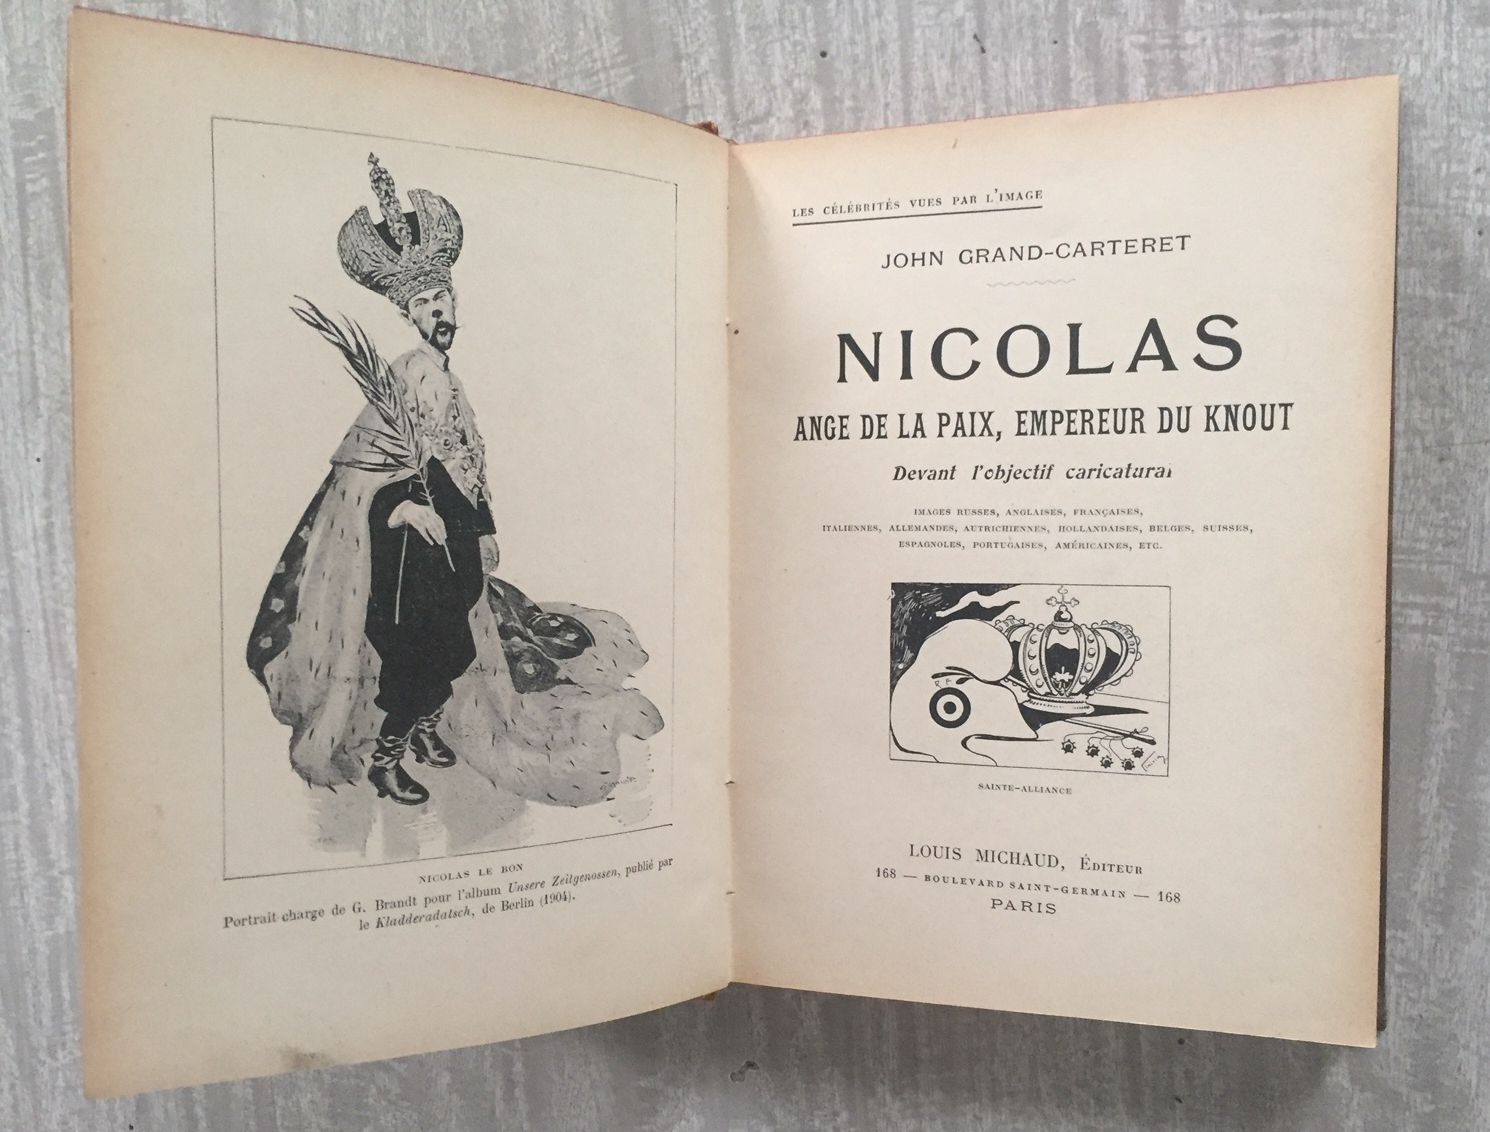 NICOLAS LE BON
Portrait-charge de G. Brandt pour l'album Unsere Zeitgenossen, publié par
le Kladderadatsch, de Berlin (1904).
LES CÉLÉBRITÉS VUES PAR L'IMAGE
JOHN GRAND-CARTERET
NICOLAS
ANGE DE LA PAIX, EMPEREUR DU KNOUT
Devant l'objectif caricatural
IMAGES RUSSES, ANGLAISES, FRANÇAISES,
ITALIENNES, ALLEMANDES, AUTRICHIENNES, HOLLANDAISES, BELGES, SUISSES,
ESPAGNOLES, PORTUGAISES, AMÉRICAINES, ETC.
R F
SAINTE-ALLIANCE
LOUIS MICHAUD, ÉDITEUR
168 — BOULEVARD SAINT-GERMAIN — 168
PARIS